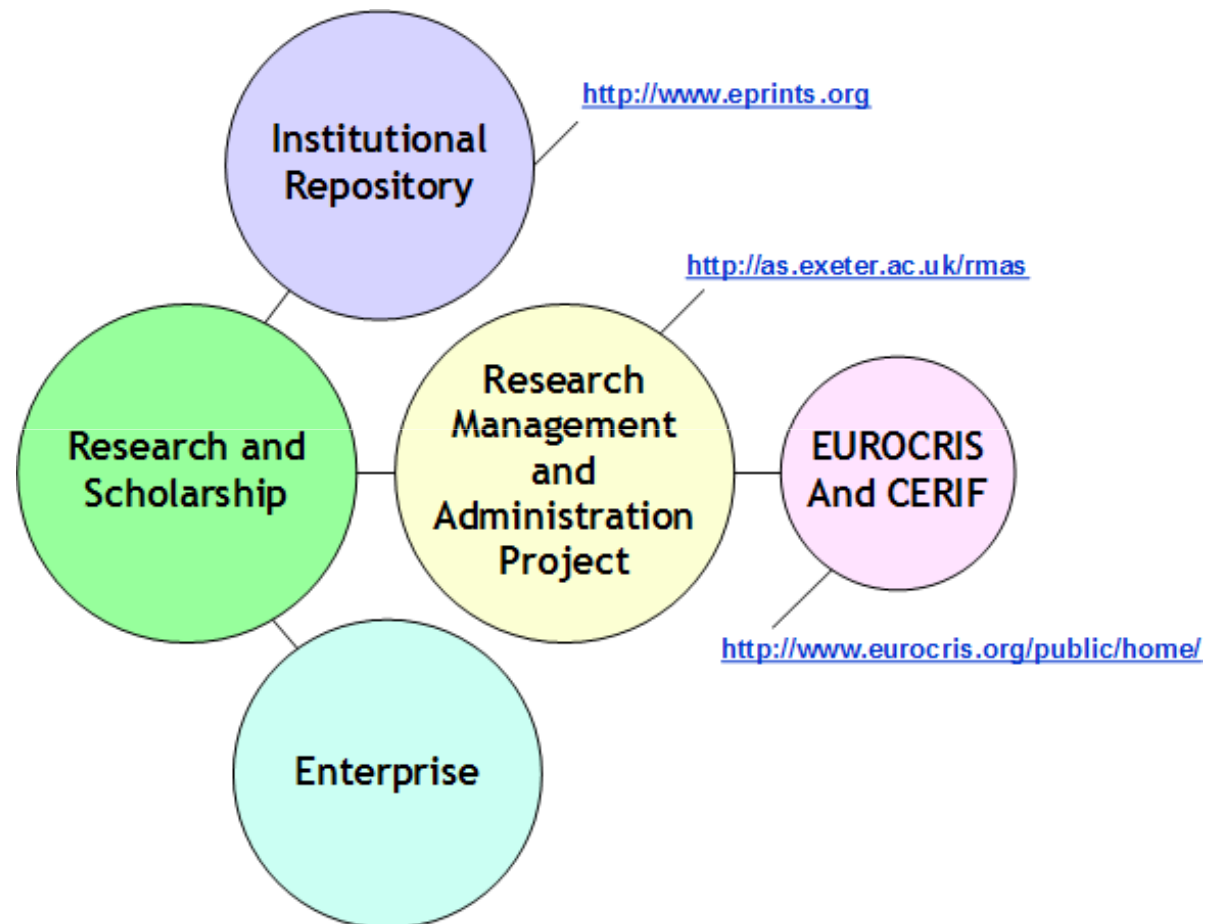 http://www.eprints.org
Institutional
Repository
http://as.exeter.ac.uk/rmas
Research and
Scholarship
Research
Management
and
Administration
Project
EUROCRIS
And CERIF
http://www.eurocris.org/public/home/
Enterprise